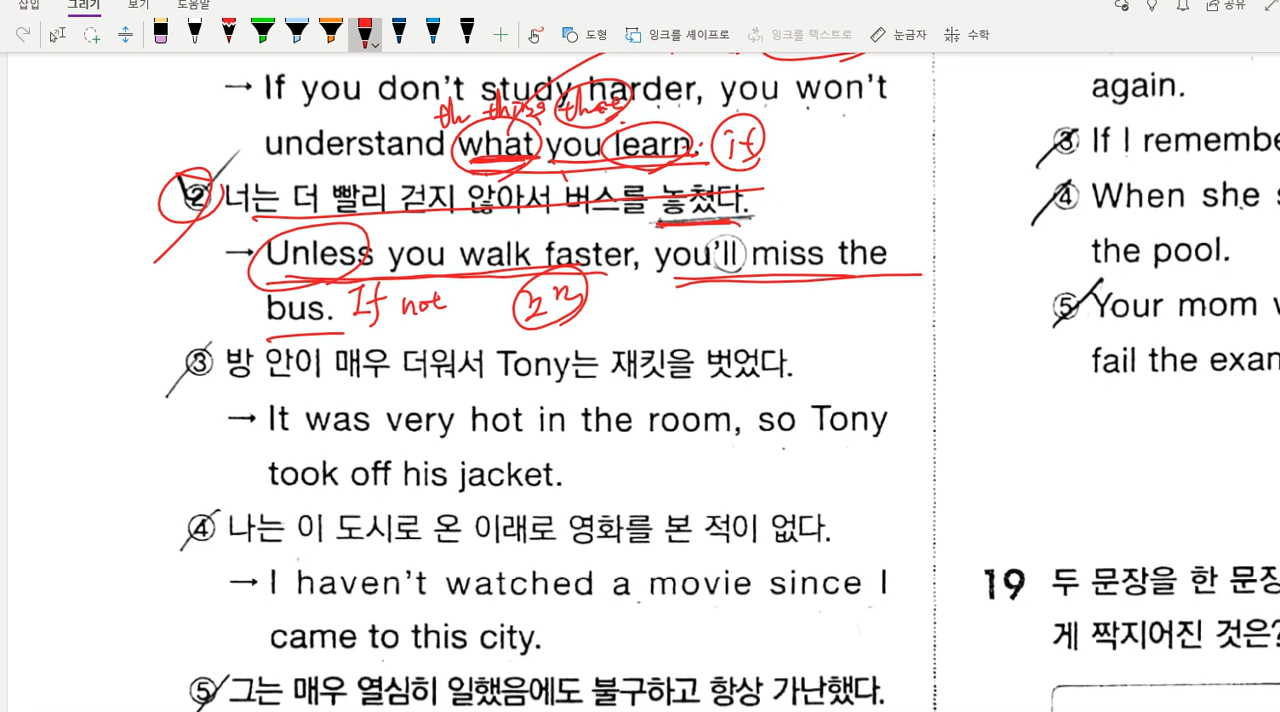 삽입 그리기 보기 도움말 공유
도형 잉크를 셰이프로 잉크를 텍스트로 눈금자 수학
→ If you don't study harder, you won't
th things that
understand what you learn. if
② 너는 더 빨리 걷지 않아서 버스를 놓쳤다.
→ Unless you walk faster, you'll miss the
bus. If not
③ 방 안이 매우 더워서 Tony는 재킷을 벗었다.
→ It was very hot in the room, so Tony
took off his jacket.
④ 나는 이 도시로 온 이래로 영화를 본 적이 없다.
→ I haven't watched a movie since I
came to this city.
⑤ 그는 매우 열심히 일했음에도 불구하고 항상 가난했다.
again.
③ If I remembe
④ When she s
the pool.
⑤ Your mom w
fail the exan
19 두 문장을 한 문장
게 짝지어진 것은?